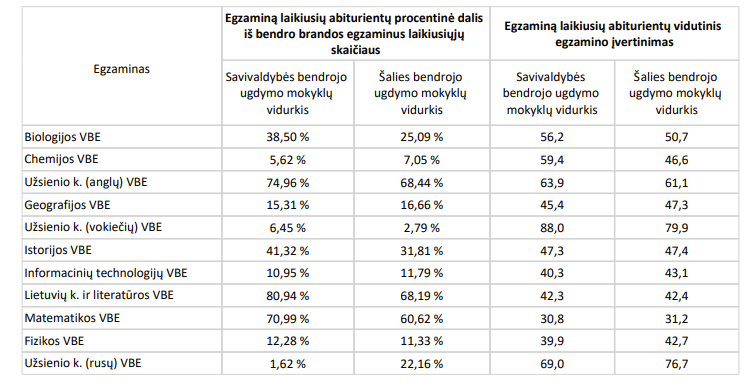 Egzaminas
Egzaminą laikiusių abiturientų procentinė dalis
iš bendro brandos egzaminus laikiusiųjų
skaičiaus
Egzaminą laikiusių abiturientų vidutinis
egzamino įvertinimas
Savivaldybės bendrojo
ugdymo mokyklų
vidurkis
Šalies bendrojo
ugdymo mokyklų
vidurkis
Savivaldybės
bendrojo ugdymo
mokyklų vidurkis
Šalies bendrojo
ugdymo mokyklų
vidurkis
Biologijos VBE 38,50 % 25,09 % 56,2 50,7
Chemijos VBE 5,62 % 7,05 % 59,4 46,6
Užsienio k. (anglų) VBE 74,96 % 68,44 % 63,9 61,1
Geografijos VBE 15,31 % 16,66 % 45,4 47,3
Užsienio k. (vokiečių) VBE 6,45 % 2,79 % 88,0 79,9
Istorijos VBE 41,32 % 31,81 % 47,3 47,4
Informacinių technologijų VBE 10,95 % 11,79 % 40,3 43,1
Lietuvių k. ir literatūros VBE 80,94 % 68,19 % 42,3 42,4
Matematikos VBE 70,99 % 60,62 % 30,8 31,2
Fizikos VBE 12,28 % 11,33 % 39,9 42,7
Užsienio k. (rusų) VBE 1,62 % 22,16 % 69,0 76,7